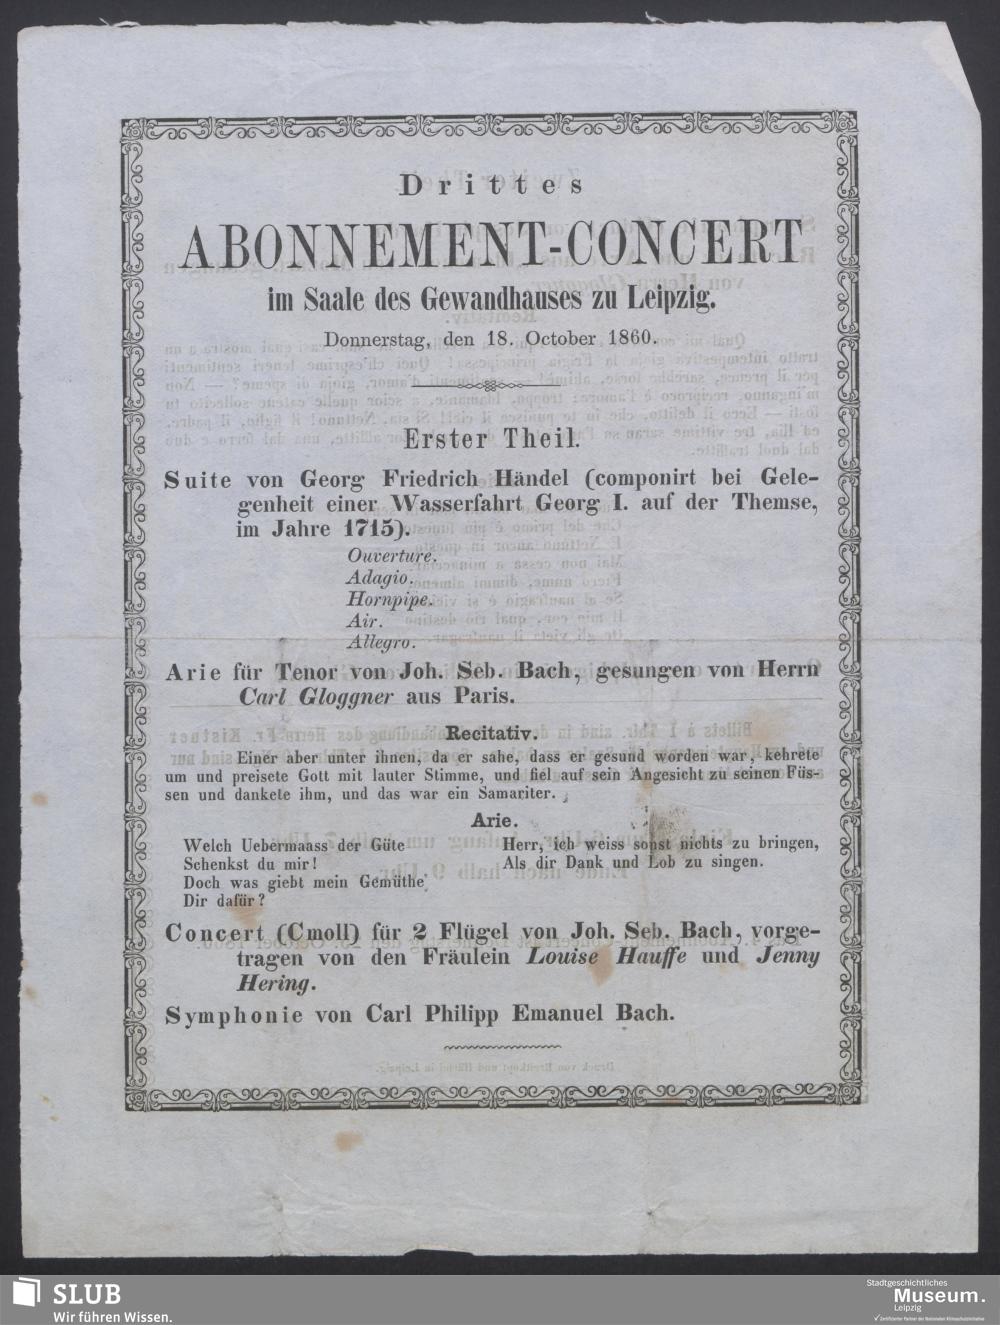 Drittes
ABONNEMENT-CONCERT
im Saale des Gewandhauses zu Leipzig.
Donnerstag, den 18. October 1860.
Erster Theil.
Suite von Georg Friedrich Händel (componirt bei Gele-
genheit einer Wasserfahrt Georg I. auf der Themse,
im Jahre 1715).
Ouverture.
Adagio.
Hornpipe.
Air.
Allegro.
Arie für Tenor von Joh. Seb. Bach, gesungen von Herrn
Carl Gloggner aus Paris.
Recitativ.
Einer aber unter ihnen, da er sahe, dass er gesund worden war, kehrete
um und preisete Gott mit lauter Stimme, und fiel auf sein Angesicht zu seinen Füs-
sen und dankete ihm, und das war ein Samariter.
Arie.
Welch Uebermaass der Güte
Schenkst du mir!
Doch was giebt mein Gemüthe
Dir dafür?
Herr, ich weiss sonst nichts zu bringen,
Als dir Dank und Lob zu singen.
Concert (Cmoll) für 2 Flügel von Joh. Seb. Bach, vorge-
tragen von den Fräulein Louise Hauffe und Jenny
Hering.
Symphonie von Carl Philipp Emanuel Bach.
SLUB
Wir führen Wissen.
Stadtgeschichtliches
Museum.
Leipzig
Zertifizierter Partner der Nationalen Klimaschutzinitiative